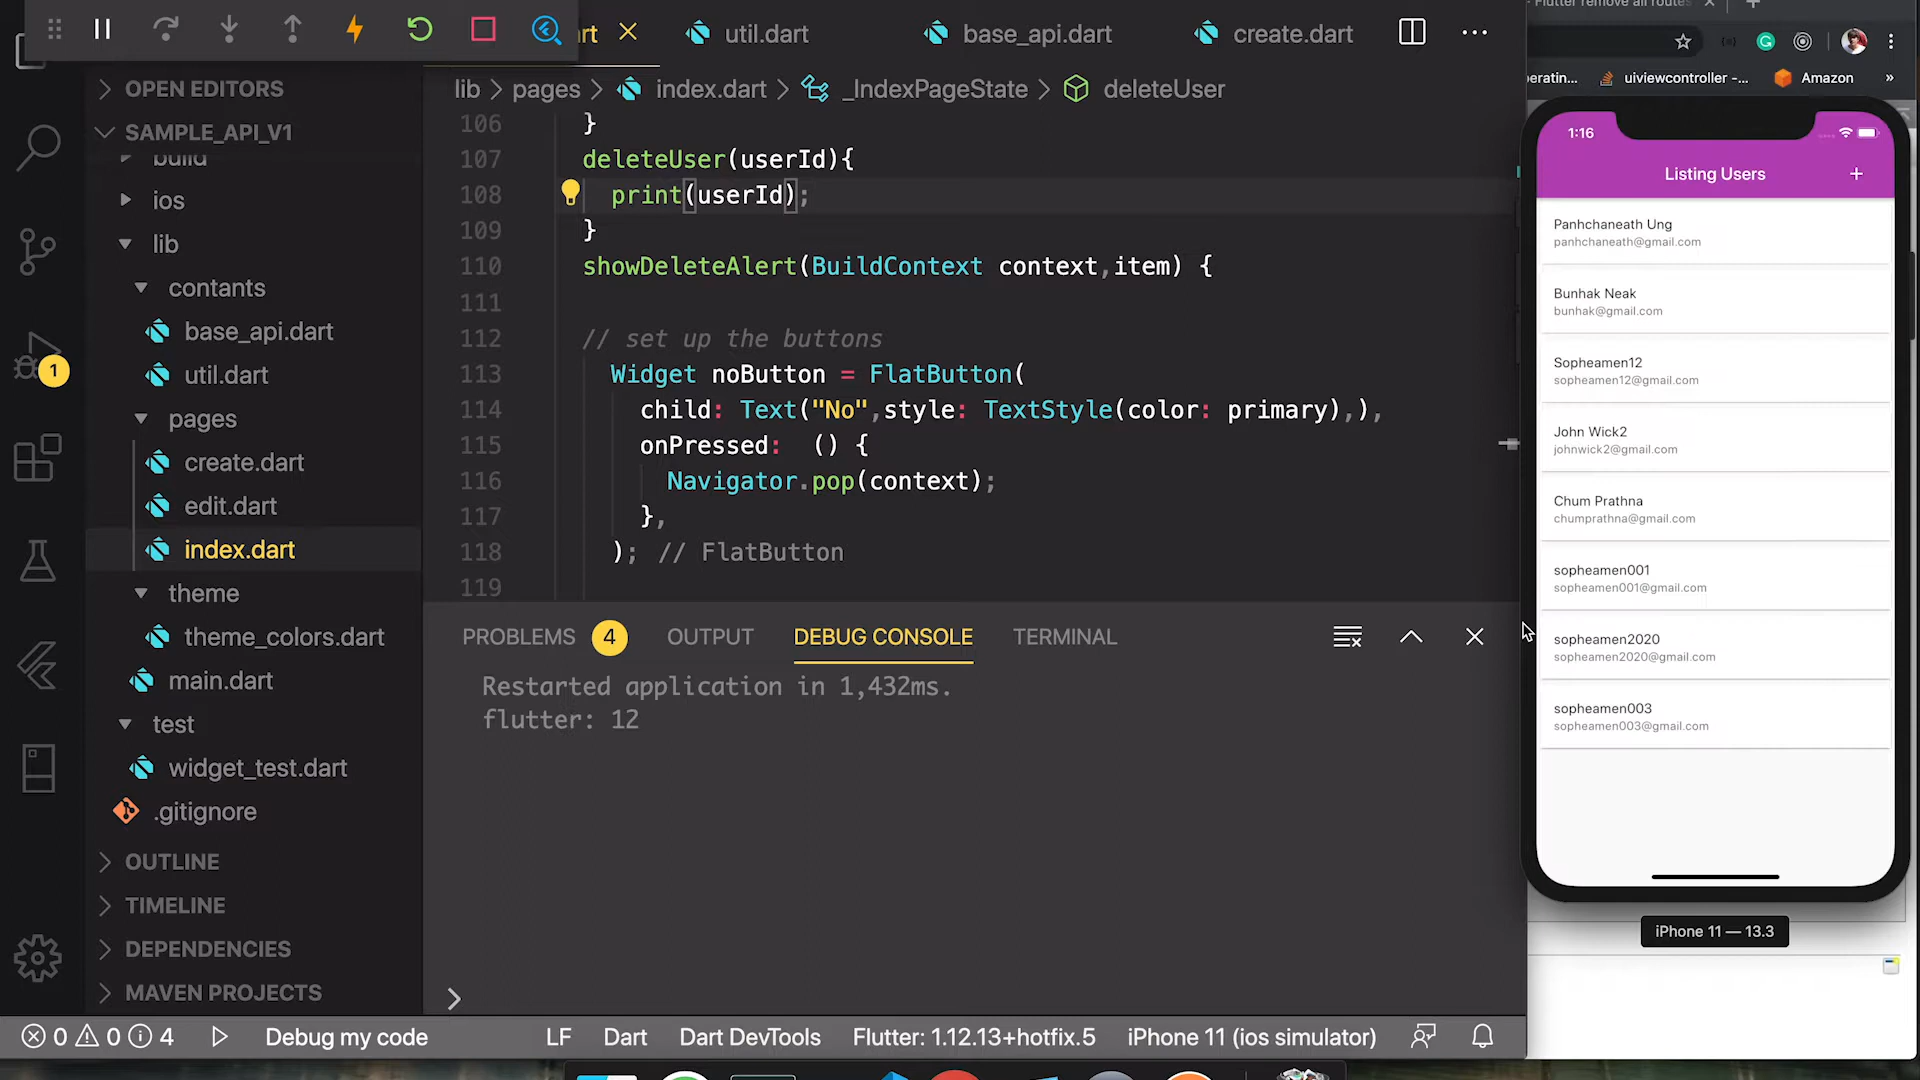 rt
util.dart
base_api.dart
create.dart
OPEN EDITORS
SAMPLE_API_V1
build
ios
lib
contants
base_api.dart
util.dart
pages
create.dart
edit.dart
index.dart
theme
theme_colors.dart
main.dart
test
widget_test.dart
.gitignore
OUTLINE
TIMELINE
DEPENDENCIES
MAVEN PROJECTS
1
lib > pages > index.dart > _IndexPageState > deleteUser
106 }
107 deleteUser(userId){
108 print(userId);
109 }
110 showDeleteAlert(BuildContext context,item) {
111
112 // set up the buttons
113 Widget noButton = FlatButton(
114 child: Text("No",style: TextStyle(color: primary),),
115 onPressed: () {
116 Navigator.pop(context);
117 },
118 ); // FlatButton
119
PROBLEMS 4 OUTPUT DEBUG CONSOLE TERMINAL
Restarted application in 1,432ms.
flutter: 12
0 0 4 Debug my code LF Dart Dart DevTools Flutter: 1.12.13+hotfix.5 iPhone 11 (ios simulator)
Flutter remove all routes
peratin... uiviewcontroller -... Amazon »
1:16
Listing Users +
Panhchaneath Ung
panhchaneath@gmail.com
Bunhak Neak
bunhak@gmail.com
Sopheamen12
sopheamen12@gmail.com
John Wick2
johnwick2@gmail.com
Chum Prathna
chumprathna@gmail.com
sopheamen001
sopheamen001@gmail.com
sopheamen2020
sopheamen2020@gmail.com
sopheamen003
sopheamen003@gmail.com
iPhone 11 — 13.3